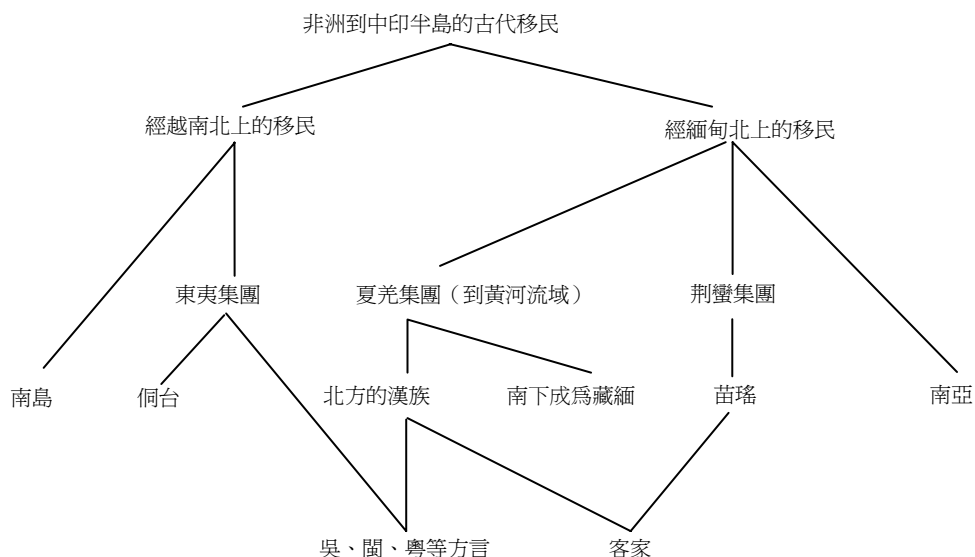 非洲到中印半島的古代移民
經越南北上的移民
經緬甸北上的移民
東夷集團
夏羌集團（到黃河流域）
荆蠻集團
南島
侗台
北方的漢族
南下成爲藏緬
苗瑤
南亞
吳、閩、粵等方言
客家